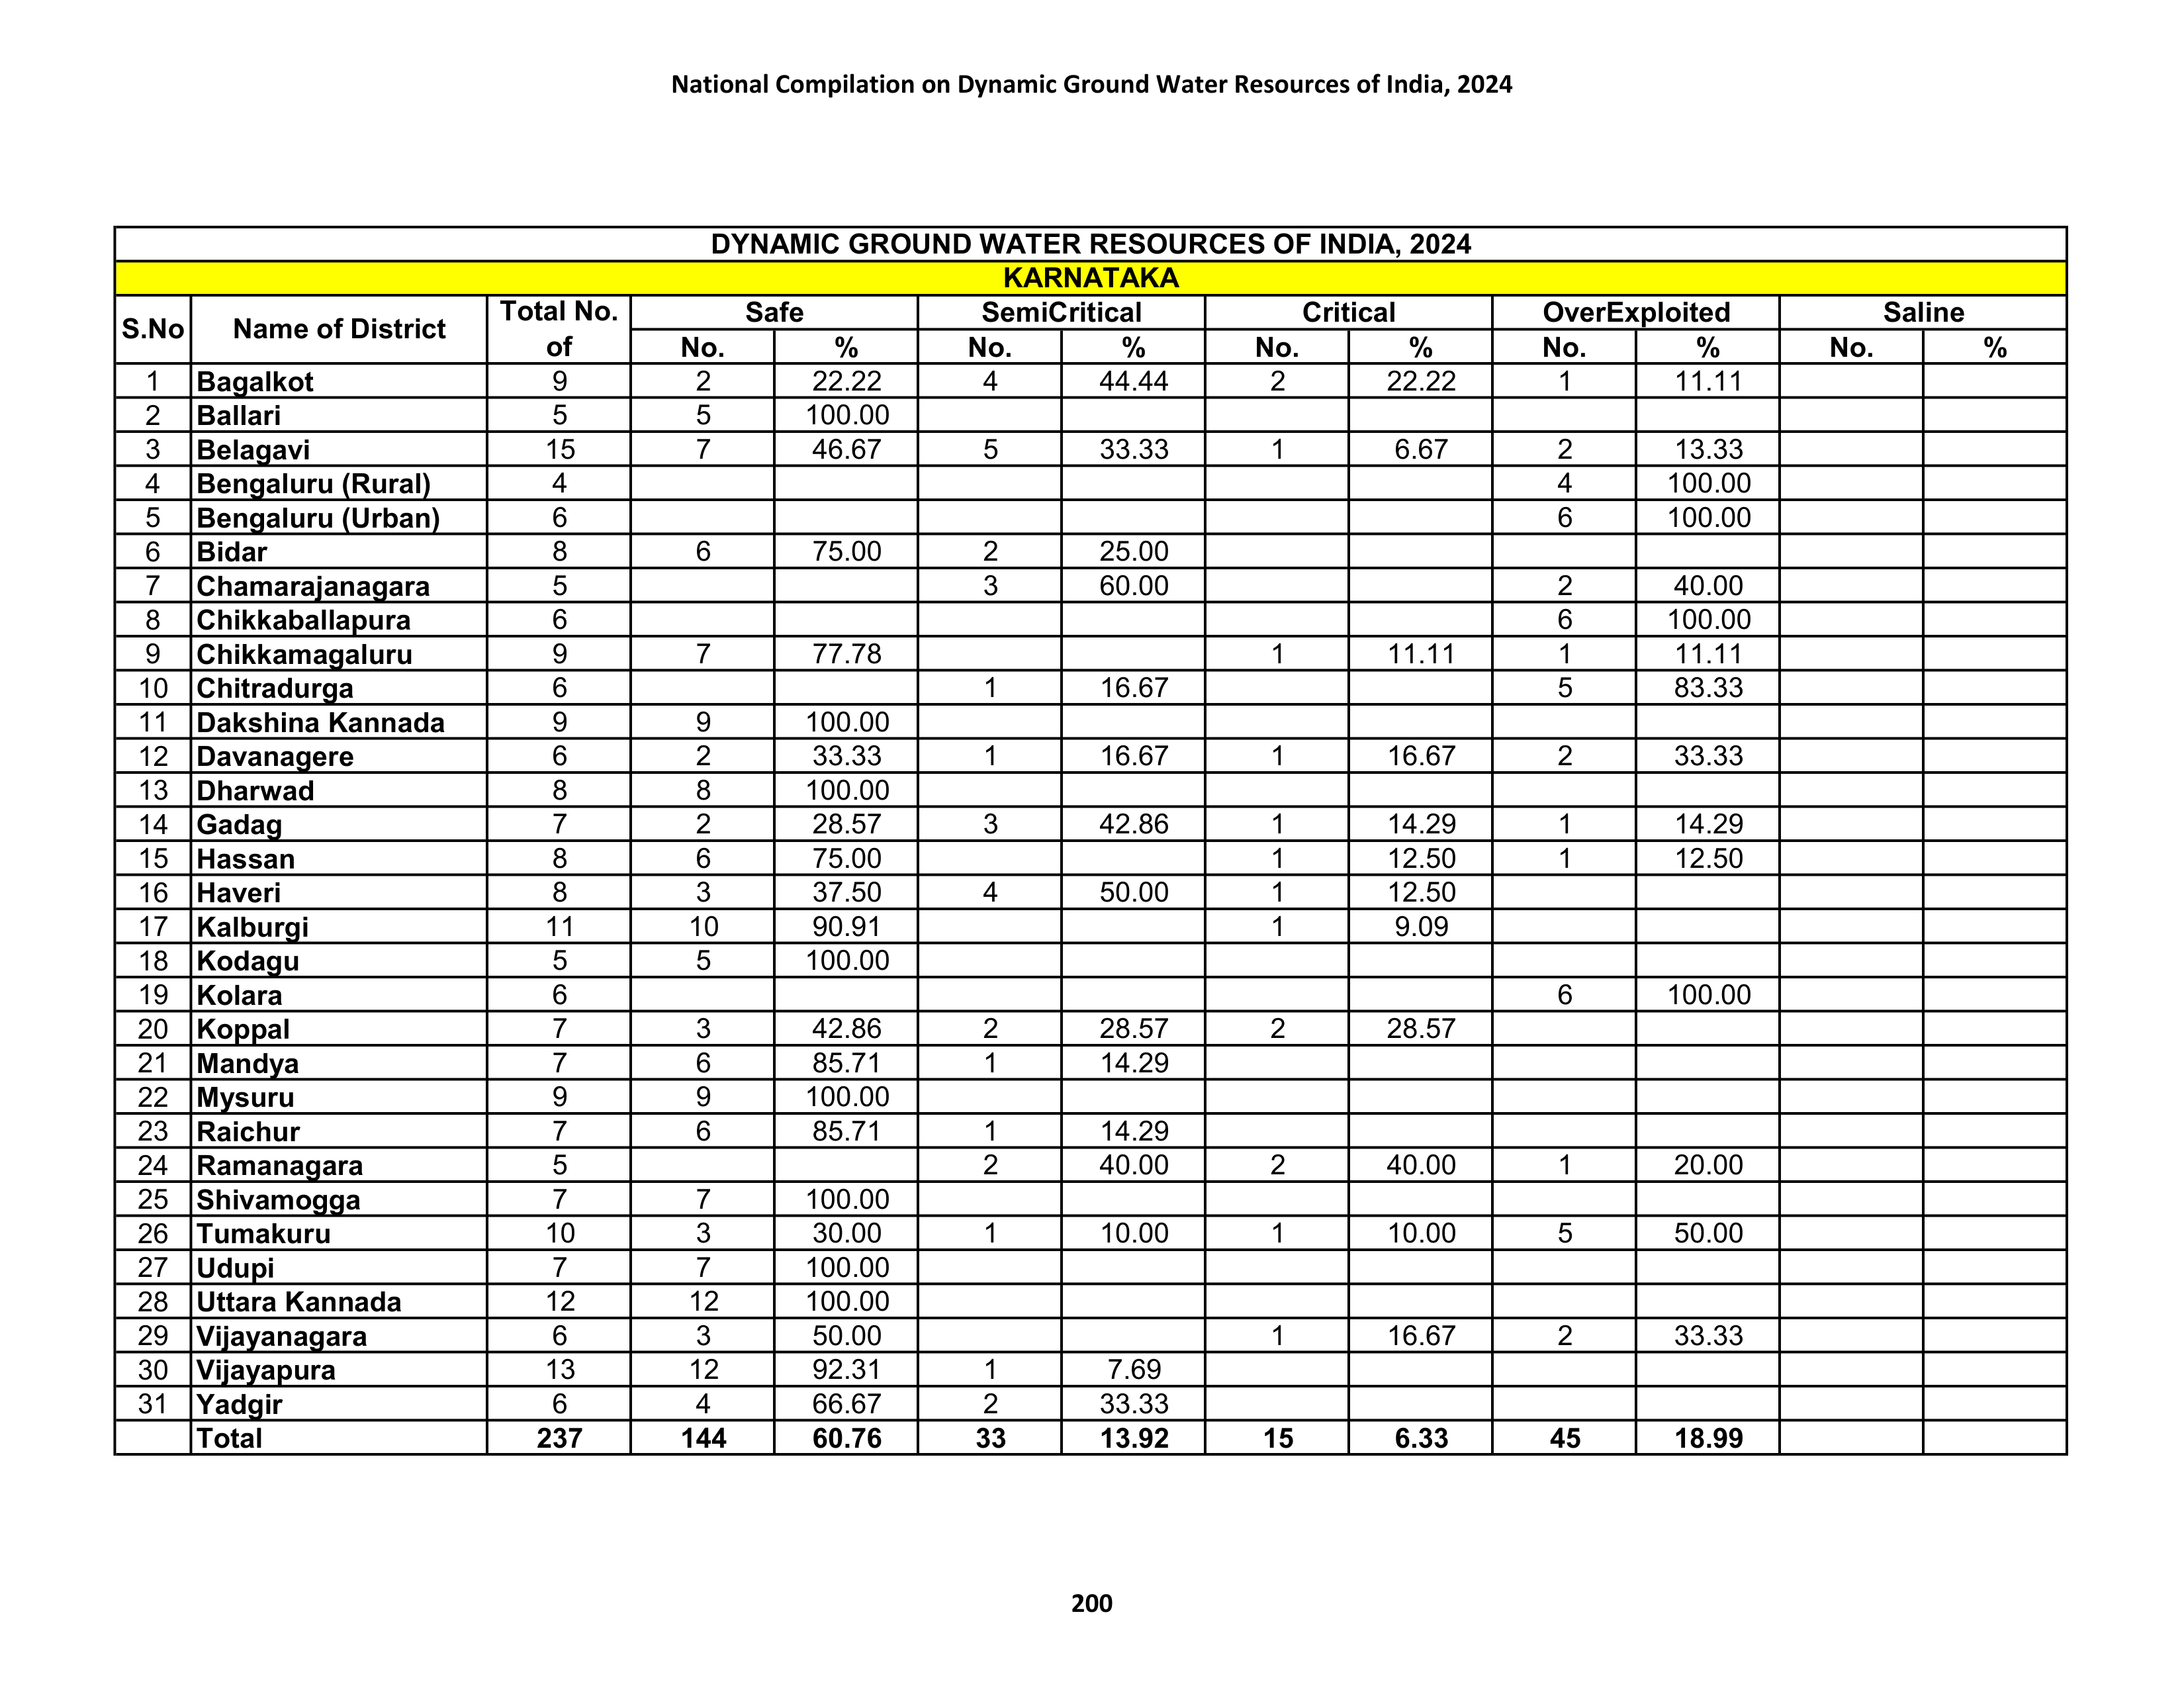 National Compilation on Dynamic Ground Water Resources of India, 2024
DYNAMIC GROUND WATER RESOURCES OF INDIA, 2024
KARNATAKA
S.No Name of District Total No. of Safe SemiCritical Critical OverExploited Saline
No. % No. % No. % No. % No. %
1 Bagalkot 9 2 22.22 4 44.44 2 22.22 1 11.11
2 Ballari 5 5 100.00
3 Belagavi 15 7 46.67 5 33.33 1 6.67 2 13.33
4 Bengaluru (Rural) 4 4 100.00
5 Bengaluru (Urban) 6 6 100.00
6 Bidar 8 6 75.00 2 25.00
7 Chamarajanagara 5 3 60.00 2 40.00
8 Chikkaballapura 6 6 100.00
9 Chikkamagaluru 9 7 77.78 1 11.11 1 11.11
10 Chitradurga 6 1 16.67 5 83.33
11 Dakshina Kannada 9 9 100.00
12 Davanagere 6 2 33.33 1 16.67 1 16.67 2 33.33
13 Dharwad 8 8 100.00
14 Gadag 7 2 28.57 3 42.86 1 14.29 1 14.29
15 Hassan 8 6 75.00 1 12.50 1 12.50
16 Haveri 8 3 37.50 4 50.00 1 12.50
17 Kalburgi 11 10 90.91 1 9.09
18 Kodagu 5 5 100.00
19 Kolara 6 6 100.00
20 Koppal 7 3 42.86 2 28.57 2 28.57
21 Mandya 7 6 85.71 1 14.29
22 Mysuru 9 9 100.00
23 Raichur 7 6 85.71 1 14.29
24 Ramanagara 5 2 40.00 2 40.00 1 20.00
25 Shivamogga 7 7 100.00
26 Tumakuru 10 3 30.00 1 10.00 1 10.00 5 50.00
27 Udupi 7 7 100.00
28 Uttara Kannada 12 12 100.00
29 Vijayanagara 6 3 50.00 1 16.67 2 33.33
30 Vijayapura 13 12 92.31 1 7.69
31 Yadgir 6 4 66.67 2 33.33
Total 237 144 60.76 33 13.92 15 6.33 45 18.99
200